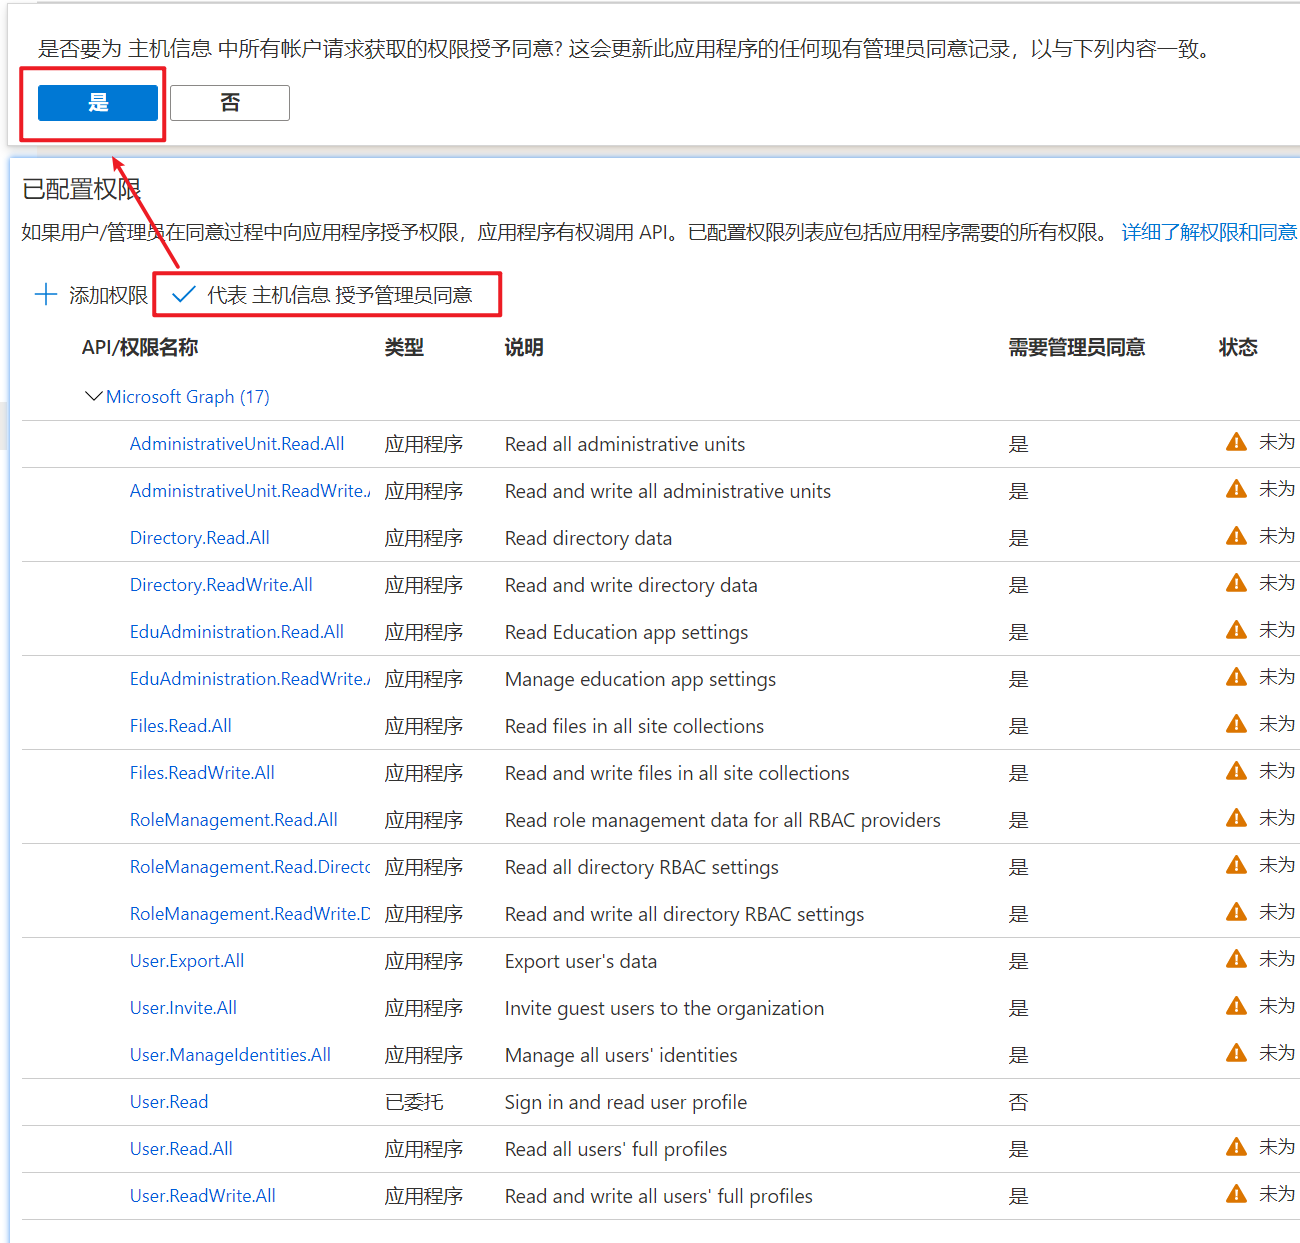 是否要为 主机信息 中所有帐户请求获取的权限授予同意? 这会更新此应用程序的任何现有管理员同意记录，以与下列内容一致。
是 否
已配置权限
如果用户/管理员在同意过程中向应用程序授予权限，应用程序有权调用 API。已配置权限列表应包括应用程序需要的所有权限。 详细了解权限和同意
添加权限 代表 主机信息 授予管理员同意
API/权限名称 类型 说明 需要管理员同意 状态
Microsoft Graph (17)
AdministrativeUnit.Read.All 应用程序 Read all administrative units 是 未为
AdministrativeUnit.ReadWrite. 应用程序 Read and write all administrative units 是 未为
Directory.Read.All 应用程序 Read directory data 是 未为
Directory.ReadWrite.All 应用程序 Read and write directory data 是 未为
EduAdministration.Read.All 应用程序 Read Education app settings 是 未为
EduAdministration.ReadWrite. 应用程序 Manage education app settings 是 未为
Files.Read.All 应用程序 Read files in all site collections 是 未为
Files.ReadWrite.All 应用程序 Read and write files in all site collections 是 未为
RoleManagement.Read.All 应用程序 Read role management data for all RBAC providers 是 未为
RoleManagement.Read.Directo 应用程序 Read all directory RBAC settings 是 未为
RoleManagement.ReadWrite.D 应用程序 Read and write all directory RBAC settings 是 未为
User.Export.All 应用程序 Export user's data 是 未为
User.Invite.All 应用程序 Invite guest users to the organization 是 未为
User.ManageIdentities.All 应用程序 Manage all users' identities 是 未为
User.Read 已委托 Sign in and read user profile 否
User.Read.All 应用程序 Read all users' full profiles 是 未为
User.ReadWrite.All 应用程序 Read and write all users' full profiles 是 未为